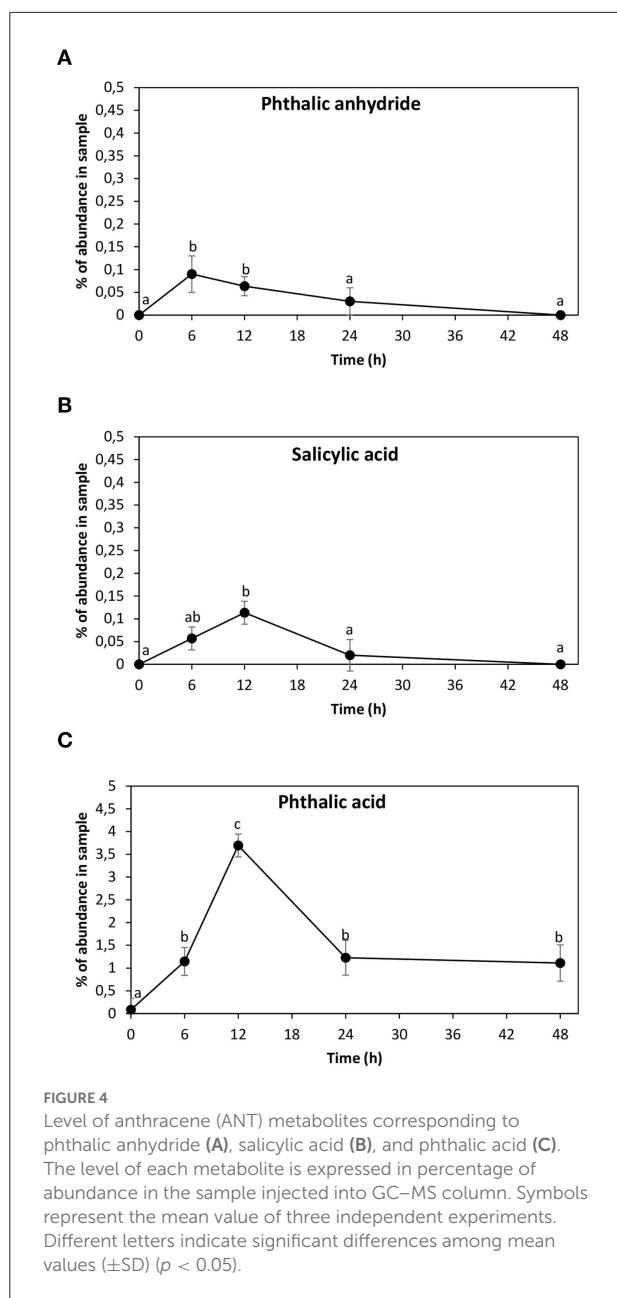 A
Phthalic anhydride
% of abundance in sample
0,5
0,45
0,4
0,35
0,3
0,25
0,2
0,15
0,1
0,05
0
a
b
b
a
a
0 6 12 18 24 30 36 42 48
Time (h)
B
Salicylic acid
% of abundance in sample
0,5
0,45
0,4
0,35
0,3
0,25
0,2
0,15
0,1
0,05
0
a
ab
b
a
a
0 6 12 18 24 30 36 42 48
Time (h)
C
Phthalic acid
% of abundance in sample
5
4,5
4
3,5
3
2,5
2
1,5
1
0,5
0
a
b
c
b
b
0 6 12 18 24 30 36 42 48
Time (h)
FIGURE 4
Level of anthracene (ANT) metabolites corresponding to
phthalic anhydride (A), salicylic acid (B), and phthalic acid (C).
The level of each metabolite is expressed in percentage of
abundance in the sample injected into GC–MS column. Symbols
represent the mean value of three independent experiments.
Different letters indicate significant differences among mean
values (±SD) (p < 0.05).